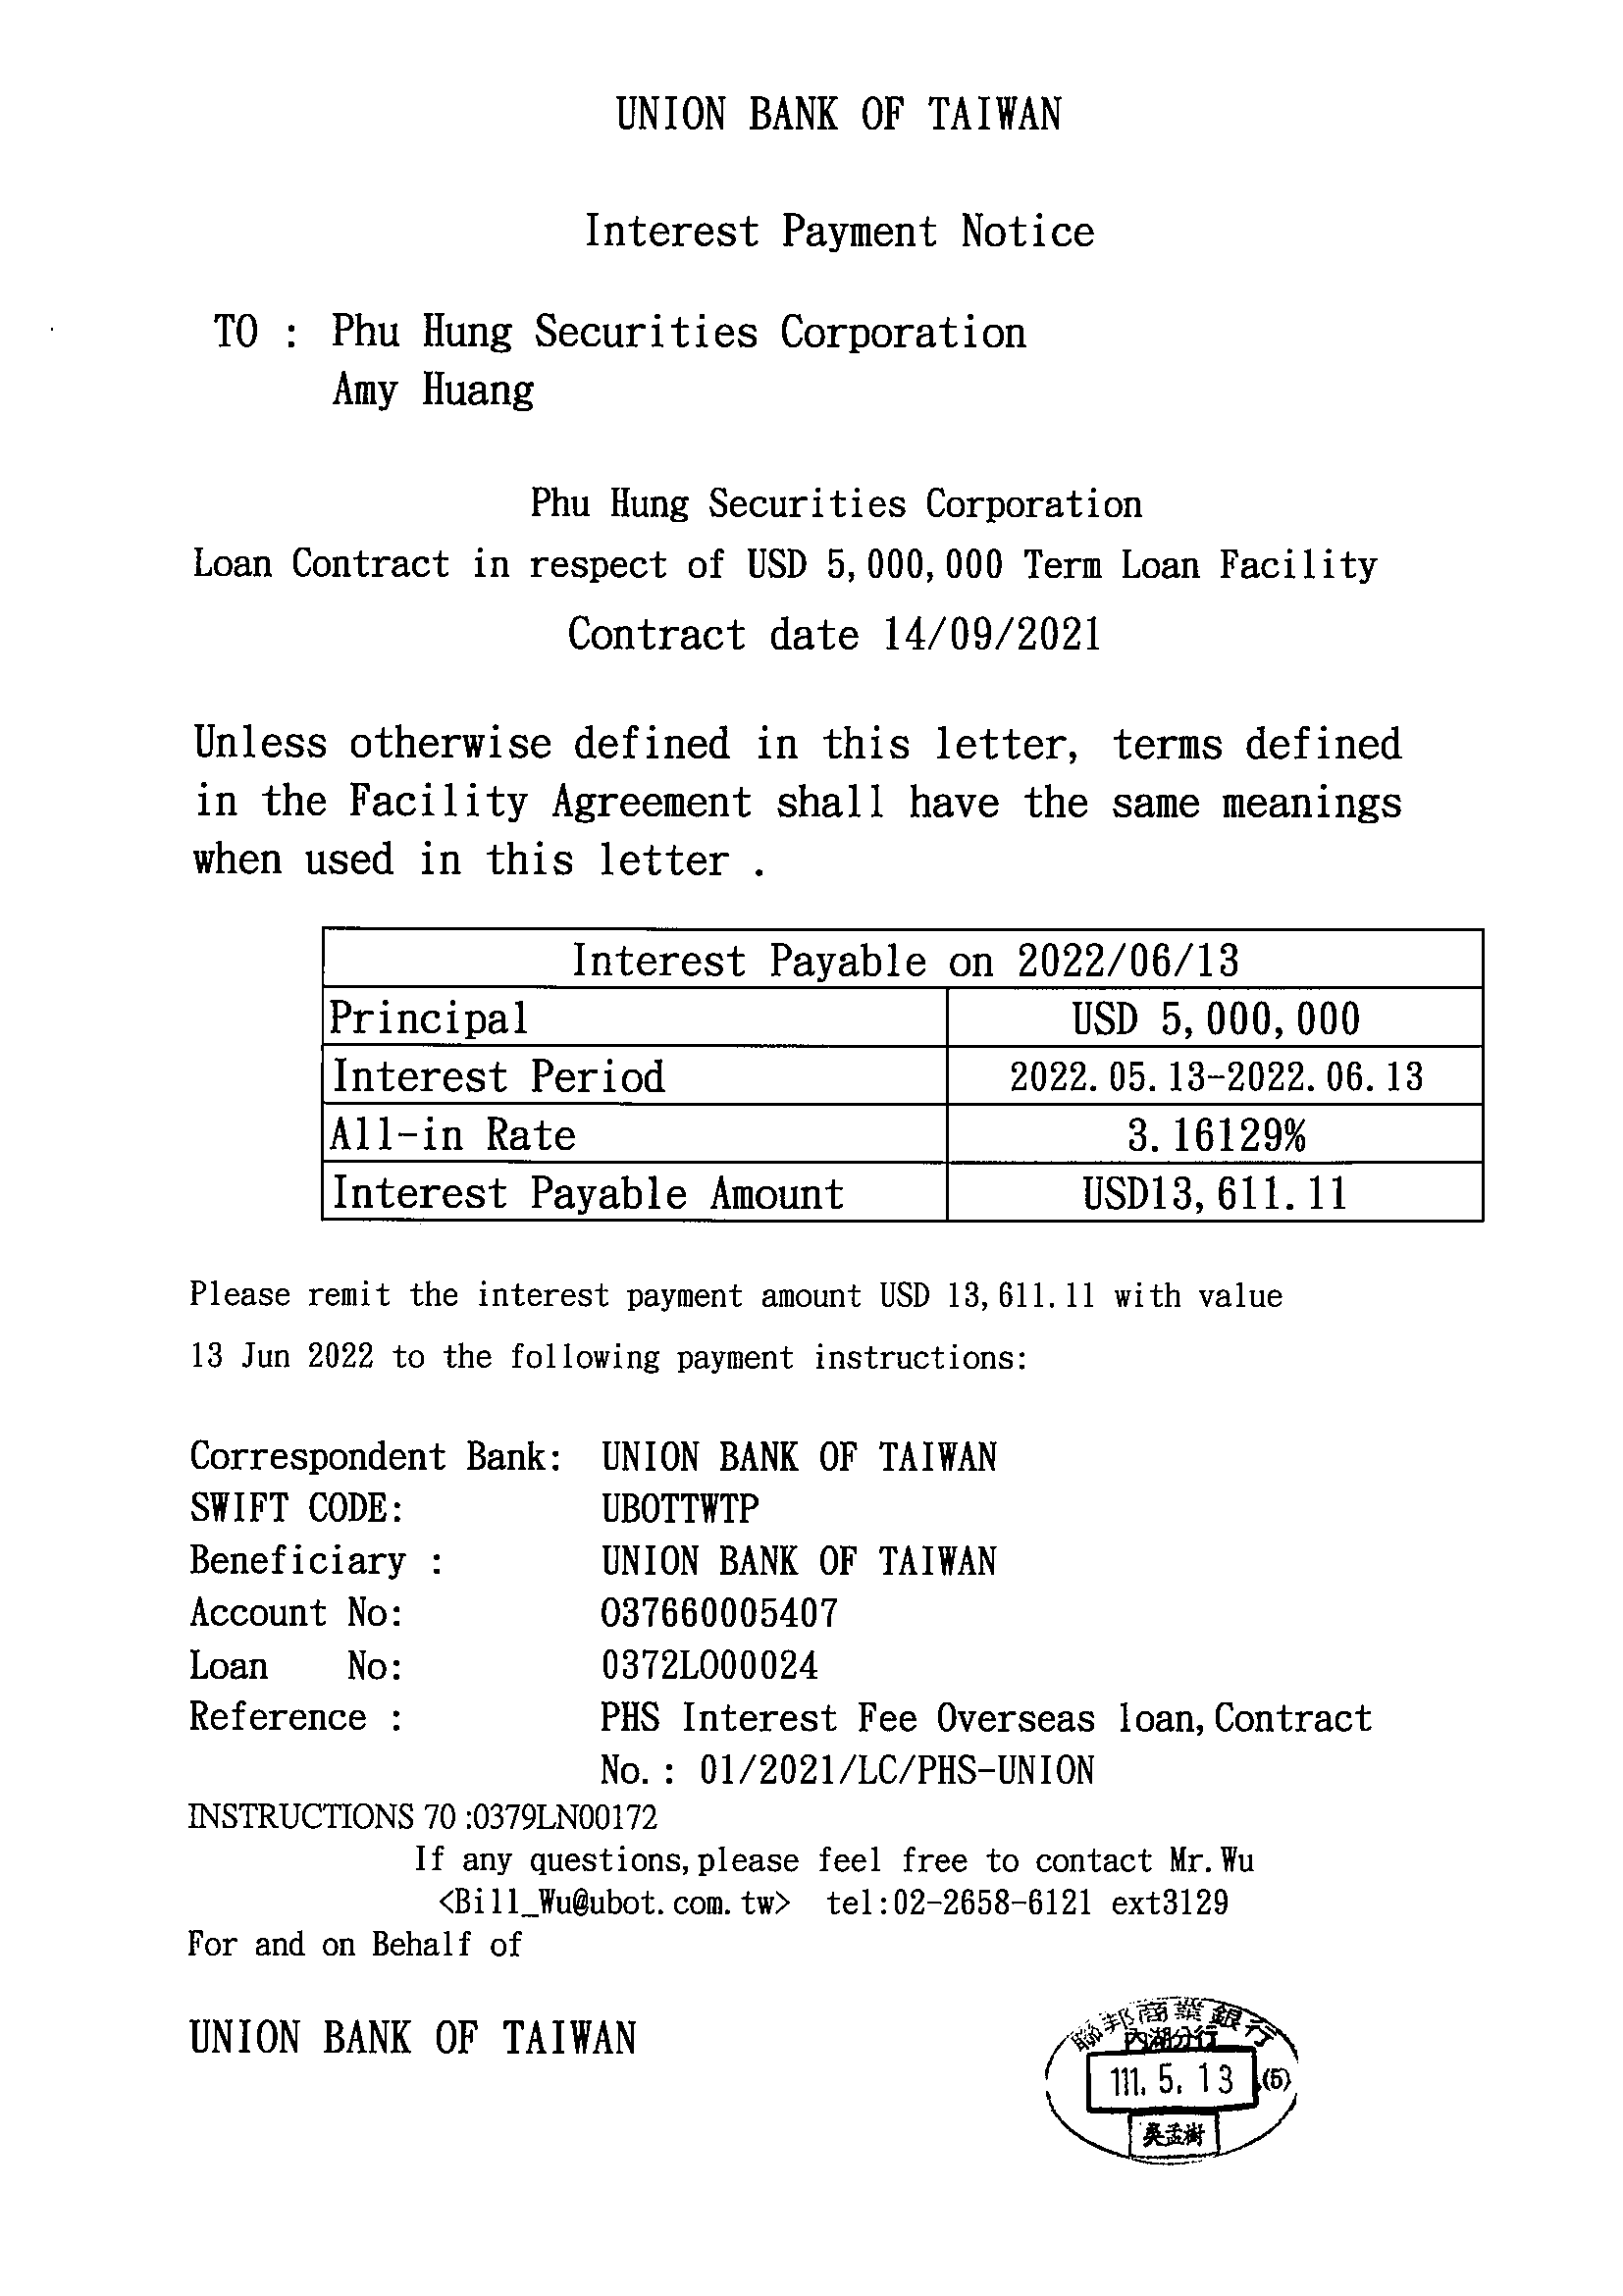 UNION BANK OF TAIWAN
Interest Payment Notice
TO : Phu Hung Securities Corporation
Amy Huang
Phu Hung Securities Corporation
Loan Contract in respect of USD 5,000,000 Term Loan Facility
Contract date 14/09/2021
Unless otherwise defined in this letter, terms defined
in the Facility Agreement shall have the same meanings
when used in this letter .
Interest Payable on 2022/06/13
Principal USD 5,000,000
Interest Period 2022.05.13-2022.06.13
All-in Rate 3.16129%
Interest Payable Amount USD13,611.11
Please remit the interest payment amount USD 13,611.11 with value
13 Jun 2022 to the following payment instructions:
Correspondent Bank: UNION BANK OF TAIWAN
SWIFT CODE: UBOTTWTP
Beneficiary : UNION BANK OF TAIWAN
Account No: 037660005407
Loan No: 0372LO00024
Reference : PHS Interest Fee Overseas loan,Contract
No.: 01/2021/LC/PHS-UNION
INSTRUCTIONS 70 :0379LN00172
If any questions,please feel free to contact Mr.Wu
<Bill_Wu@ubot.com.tw> tel:02-2658-6121 ext3129
For and on Behalf of
UNION BANK OF TAIWAN
聯邦商業銀行
內湖分行
111. 5. 13 (5)
吳孟樹